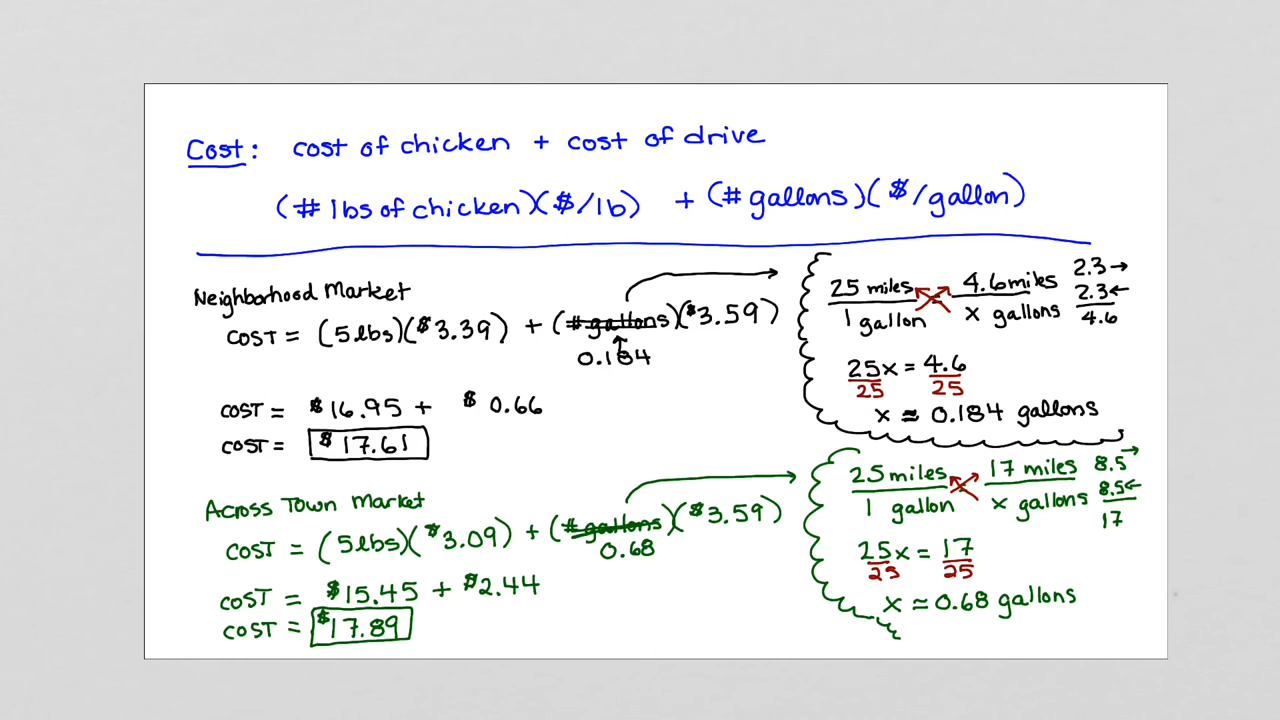 Cost: cost of chicken + cost of drive
(# lbs of chicken)($/lb) + (# gallons)($/gallon)
Neighborhood Market
COST = (5lbs)($3.39) + (# gallons)($3.59)
0.184
COST = $16.95 + $0.66
COST = $17.61
25 miles / 1 gallon = 4.6 miles / x gallons
2.3 →
2.3 ←
4.6
25x = 4.6
25 25
x ≈ 0.184 gallons
Across Town Market
COST = (5lbs)($3.09) + (# gallons)($3.59)
0.68
COST = $15.45 + $2.44
COST = $17.89
25 miles / 1 gallon = 17 miles / x gallons
8.5 →
8.5 ←
17
25x = 17
25 25
x ≈ 0.68 gallons